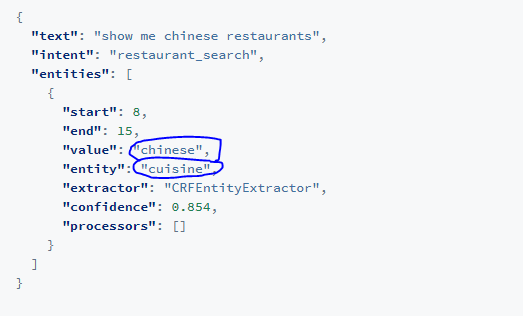 {
"text": "show me chinese restaurants",
"intent": "restaurant_search",
"entities": [
{
"start": 8,
"end": 15,
"value": "chinese",
"entity": "cuisine",
"extractor": "CRFEntityExtractor",
"confidence": 0.854,
"processors": []
}
]
}